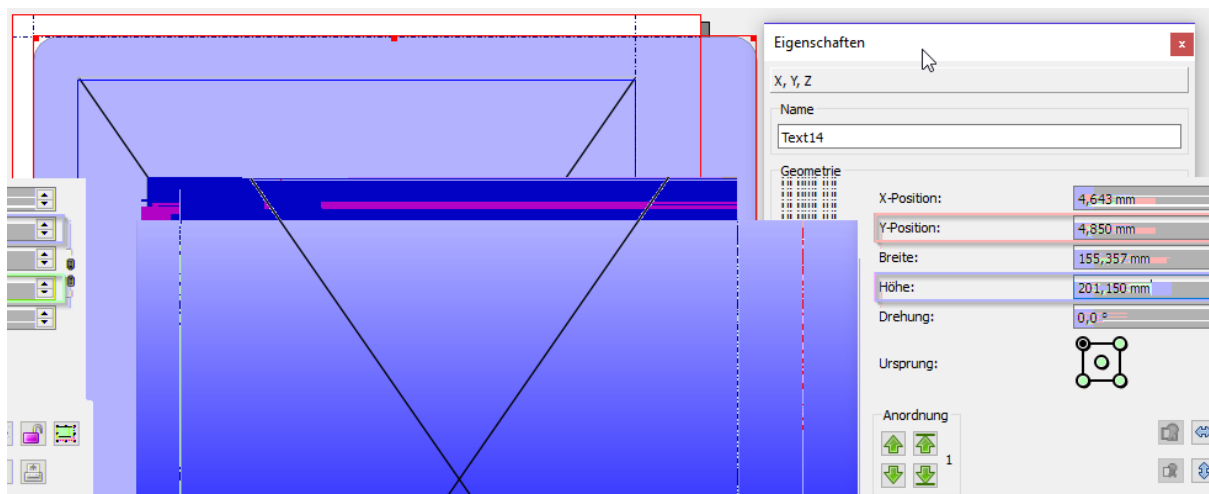 Eigenschaften
x
X, Y, Z
Name
Text14
Geometrie
X-Position: 4,643 mm
Y-Position: 4,850 mm
Breite: 155,357 mm
Höhe: 201,150 mm
Drehung: 0,0 °
Ursprung:
Anordnung
1